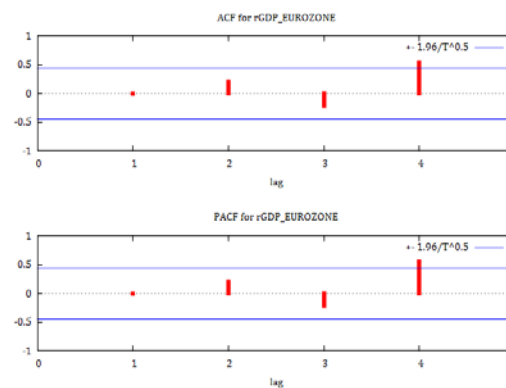 ACF for rGDP_EUROZONE
1
+- 1.96/T^0.5
0.5
0
-0.5
-1
0 1 2 3 4
lag
PACF for rGDP_EUROZONE
1
+- 1.96/T^0.5
0.5
0
-0.5
-1
0 1 2 3 4
lag